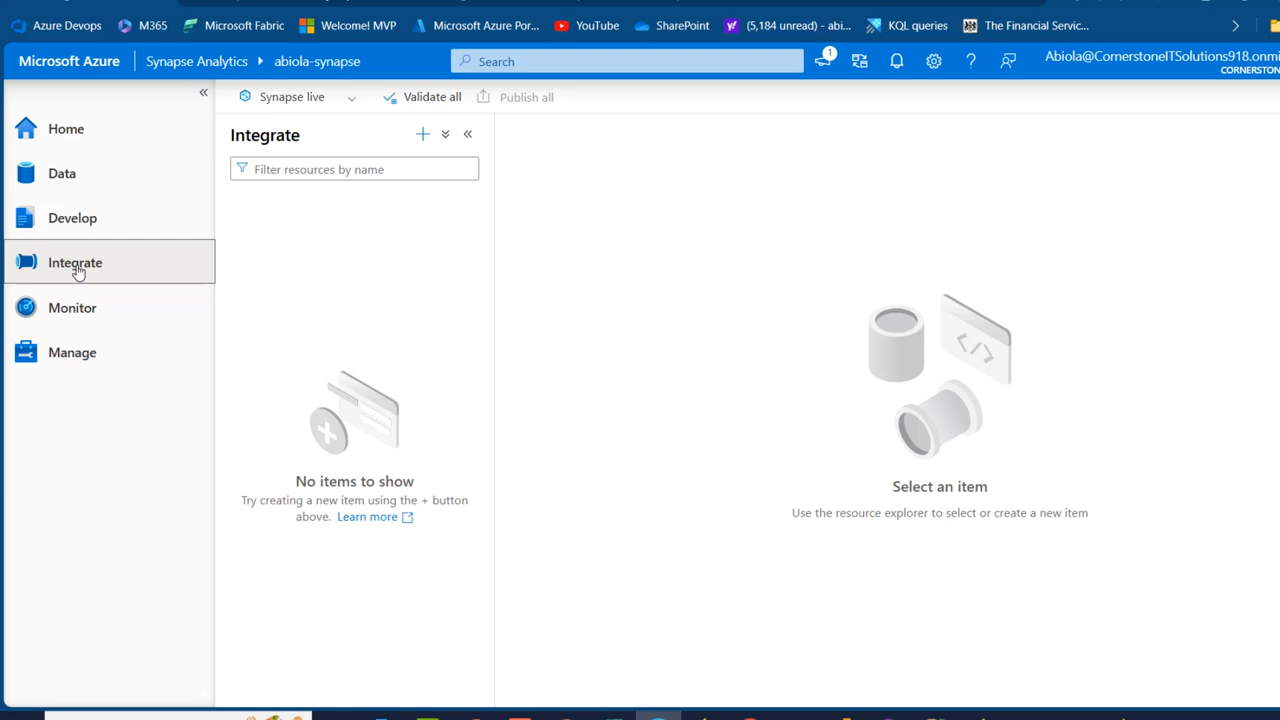 Azure Devops M365 Microsoft Fabric Welcome! MVP Microsoft Azure Por... YouTube SharePoint (5,184 unread) - abi... KQL queries The Financial Servic...
Microsoft Azure Synapse Analytics abiola-synapse Search 1 Abiola@CornerstoneITSolutions918.onmi
CORNERSTON
Synapse live Validate all Publish all
Home
Data
Develop
Integrate
Monitor
Manage
Integrate
Filter resources by name
No items to show
Try creating a new item using the + button
above. Learn more
Select an item
Use the resource explorer to select or create a new item